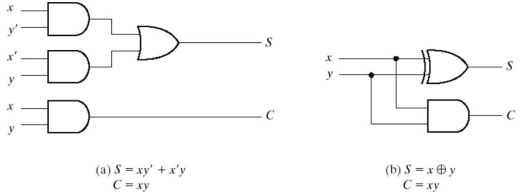 x
y'
x'
y
S
x
y
C
(a) S = xy' + x'y
C = xy
x
y
S
C
(b) S = x ⊕ y
C = xy